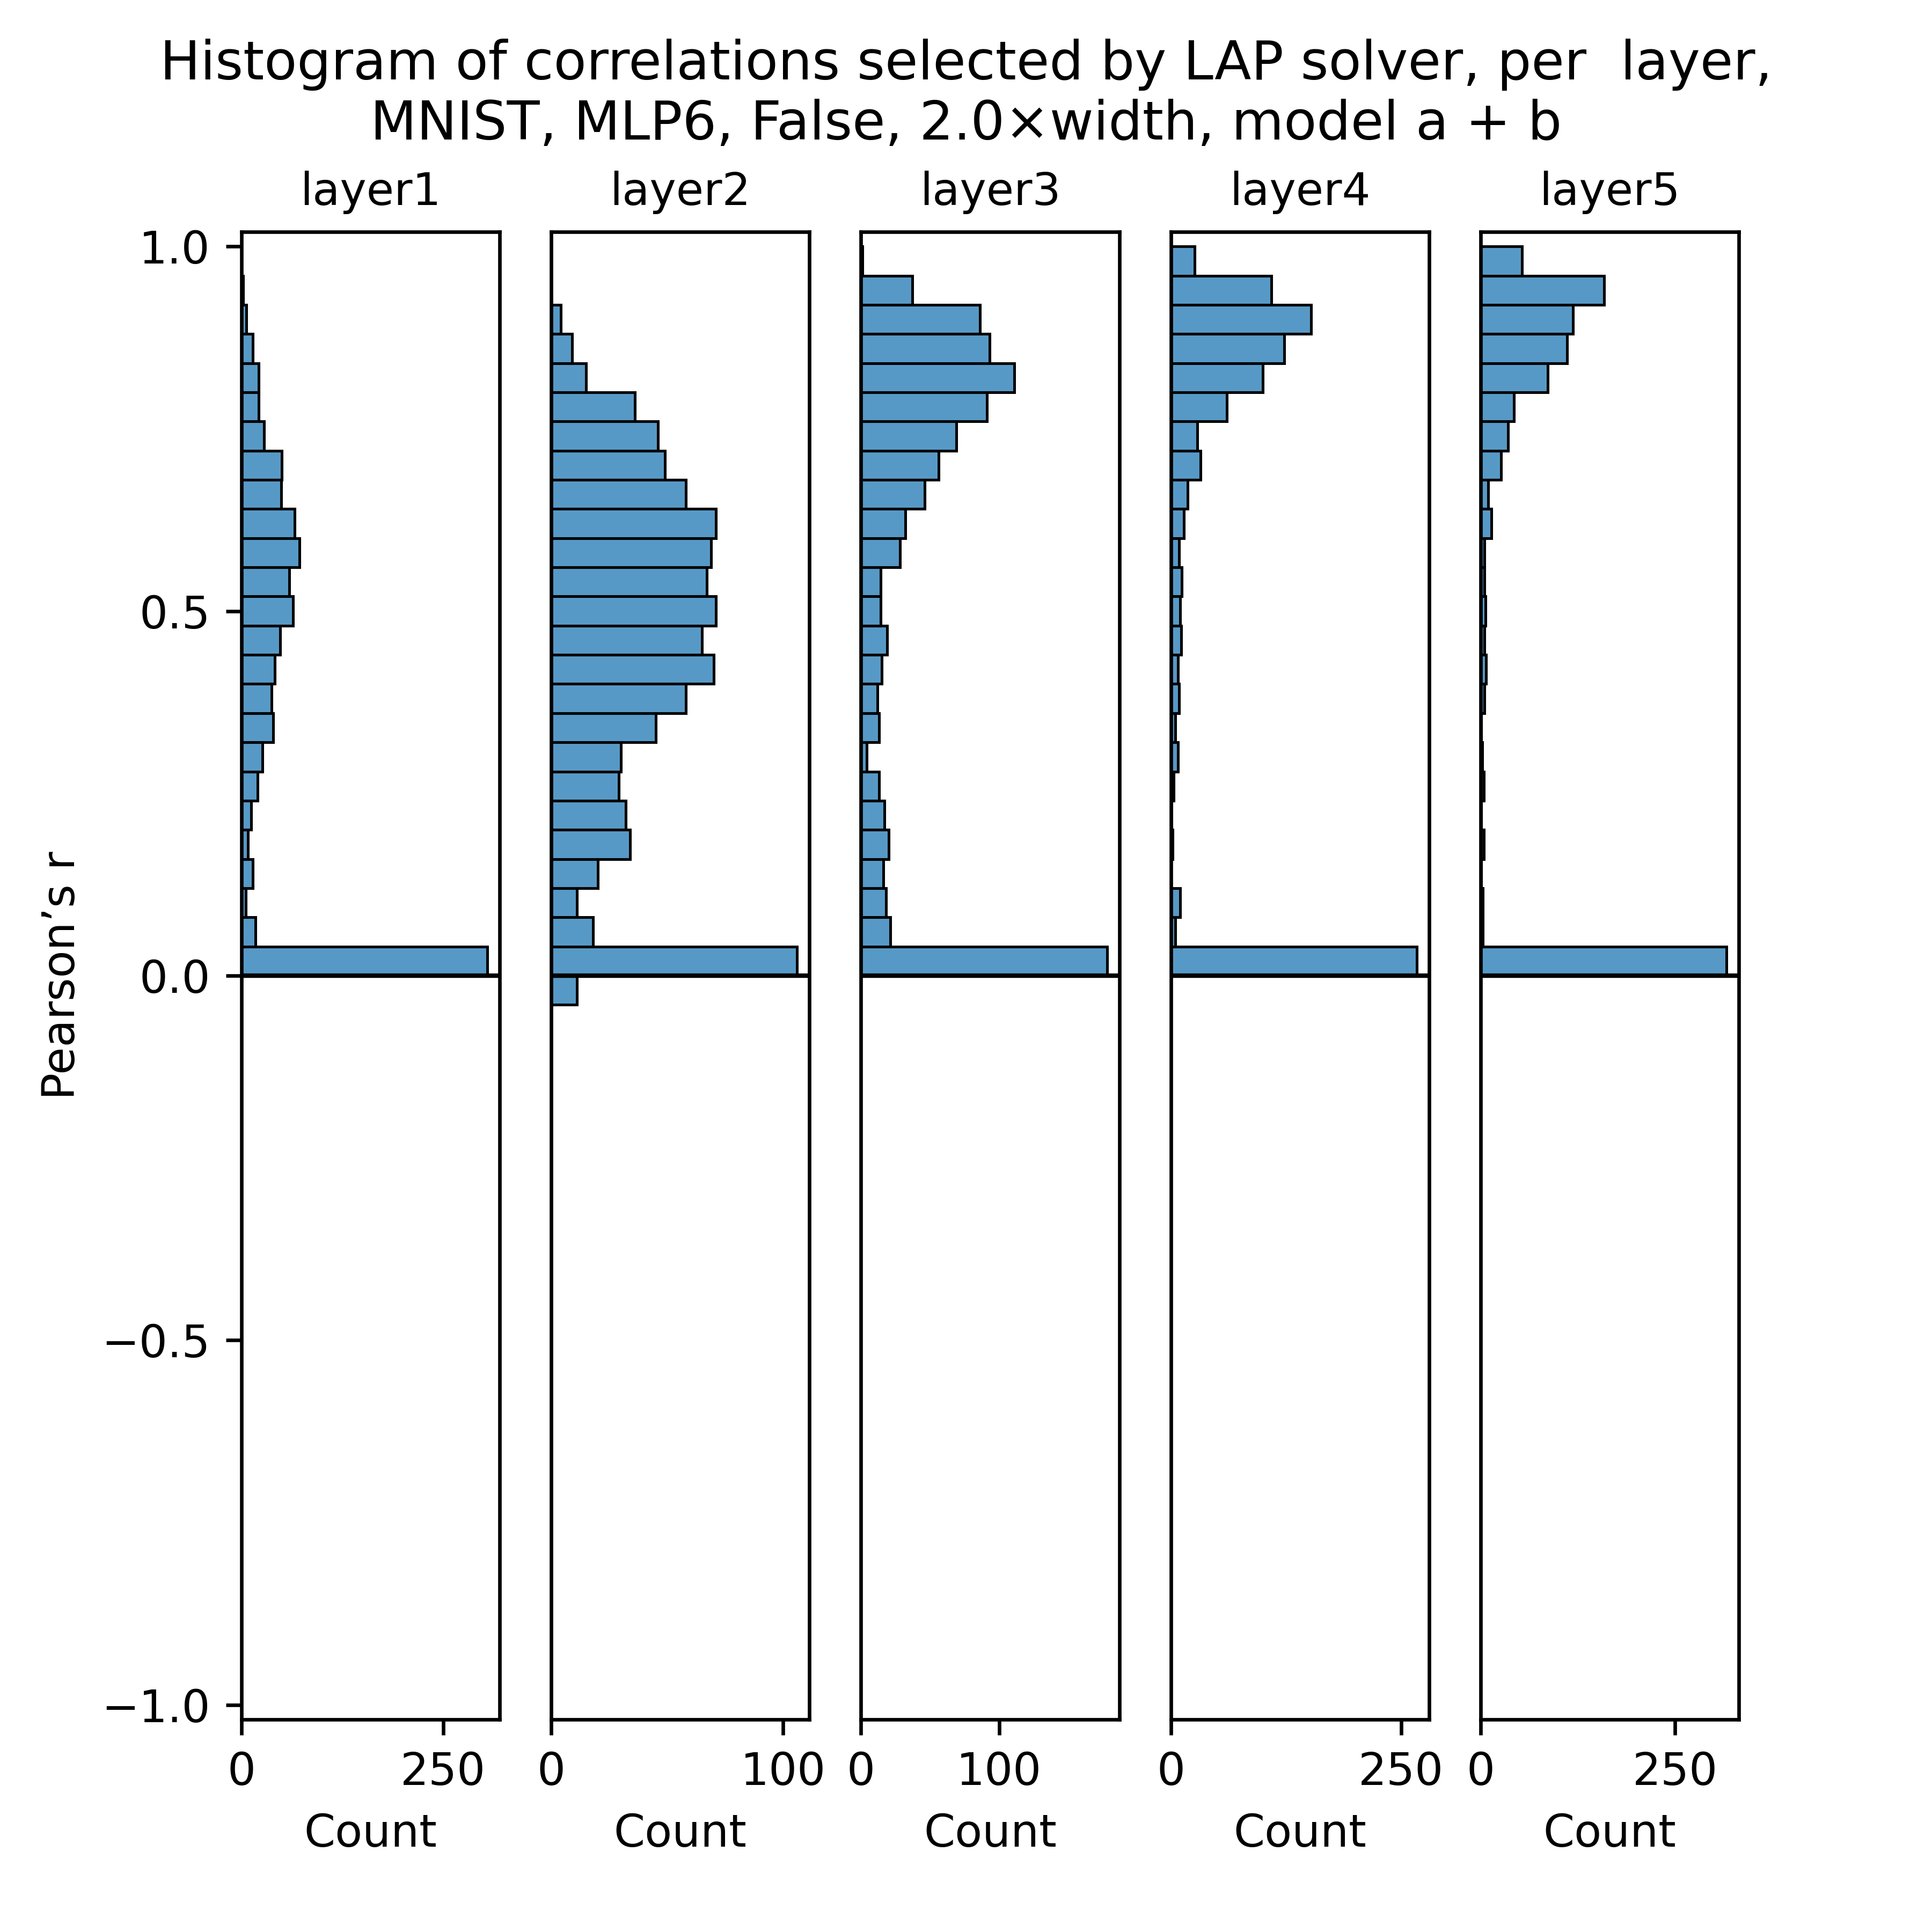 Histogram of correlations selected by LAP solver, per  layer,
MNIST, MLP6, False, 2.0×width, model a + b
layer1 layer2 layer3 layer4 layer5
1.0
0.5
0.0
−0.5
−1.0
Pearson’s r
0 250 0 100 0 100 0 250 0 250
Count Count Count Count Count